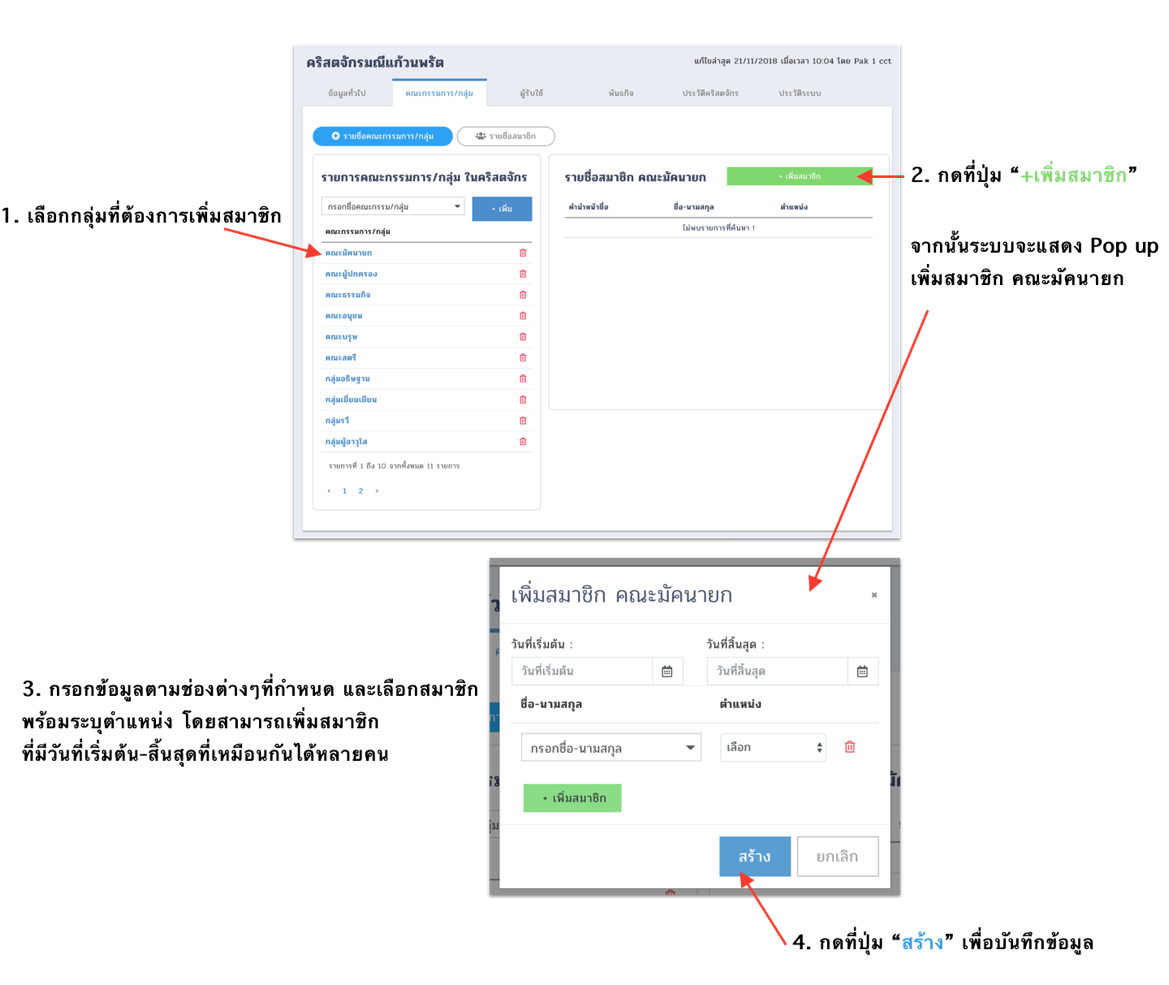 คริสตจักรมณีแก้วนพรัต
แก้ไขล่าสุด 21/11/2018 เมื่อเวลา 10:04 โดย Pak 1 cct
ข้อมูลทั่วไป คณะกรรมการ/กลุ่ม ผู้รับใช้ พันธกิจ ประวัติคริสตจักร ประวัติระบบ
รายชื่อคณะกรรมการ/กลุ่ม รายชื่อสมาชิก
รายการคณะกรรมการ/กลุ่ม ในคริสตจักร
กรอกชื่อคณะกรรม/กลุ่ม + เพิ่ม
คณะกรรมการ/กลุ่ม
คณะมัคนายก
คณะผู้ปกครอง
คณะธรรมกิจ
คณะอนุชน
คณะบุรุษ
คณะสตรี
กลุ่มอธิษฐาน
กลุ่มเยี่ยมเยียน
กลุ่มรวี
กลุ่มผู้อาวุโส
รายการที่ 1 ถึง 10 จากทั้งหมด 11 รายการ
‹ 1 2 ›
รายชื่อสมาชิก คณะมัคนายก + เพิ่มสมาชิก
คำนำหน้าชื่อ ชื่อ-นามสกุล ตำแหน่ง
ไม่พบรายการที่ค้นหา !
1. เลือกกลุ่มที่ต้องการเพิ่มสมาชิก
2. กดที่ปุ่ม “+เพิ่มสมาชิก”
จากนั้นระบบจะแสดง Pop up
เพิ่มสมาชิก คณะมัคนายก
เพิ่มสมาชิก คณะมัคนายก ×
วันที่เริ่มต้น : วันที่สิ้นสุด :
วันที่เริ่มต้น วันที่สิ้นสุด
ชื่อ-นามสกุล ตำแหน่ง
กรอกชื่อ-นามสกุล เลือก
+ เพิ่มสมาชิก
สร้าง ยกเลิก
3. กรอกข้อมูลตามช่องต่างๆที่กำหนด และเลือกสมาชิก
พร้อมระบุตำแหน่ง โดยสามารถเพิ่มสมาชิก
ที่มีวันที่เริ่มต้น-สิ้นสุดที่เหมือนกันได้หลายคน
4. กดที่ปุ่ม “สร้าง” เพื่อบันทึกข้อมูล